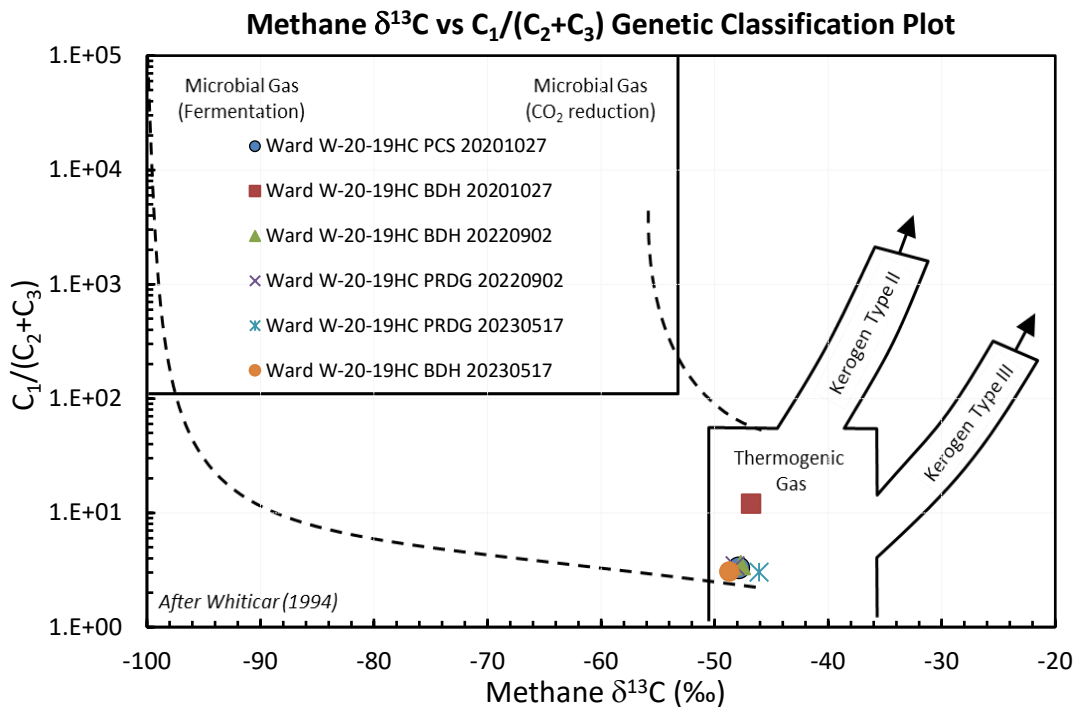 Methane δ¹³C vs C₁/(C₂+C₃) Genetic Classification Plot
C₁/(C₂+C₃)
1.E+05
1.E+04
1.E+03
1.E+02
1.E+01
1.E+00
Microbial Gas
(Fermentation)
Microbial Gas
(CO₂ reduction)
Ward W-20-19HC PCS 20201027
Ward W-20-19HC BDH 20201027
Ward W-20-19HC BDH 20220902
Ward W-20-19HC PRDG 20220902
Ward W-20-19HC PRDG 20230517
Ward W-20-19HC BDH 20230517
Kerogen Type II
Kerogen Type III
Thermogenic
Gas
After Whiticar (1994)
-100 -90 -80 -70 -60 -50 -40 -30 -20
Methane δ¹³C (‰)